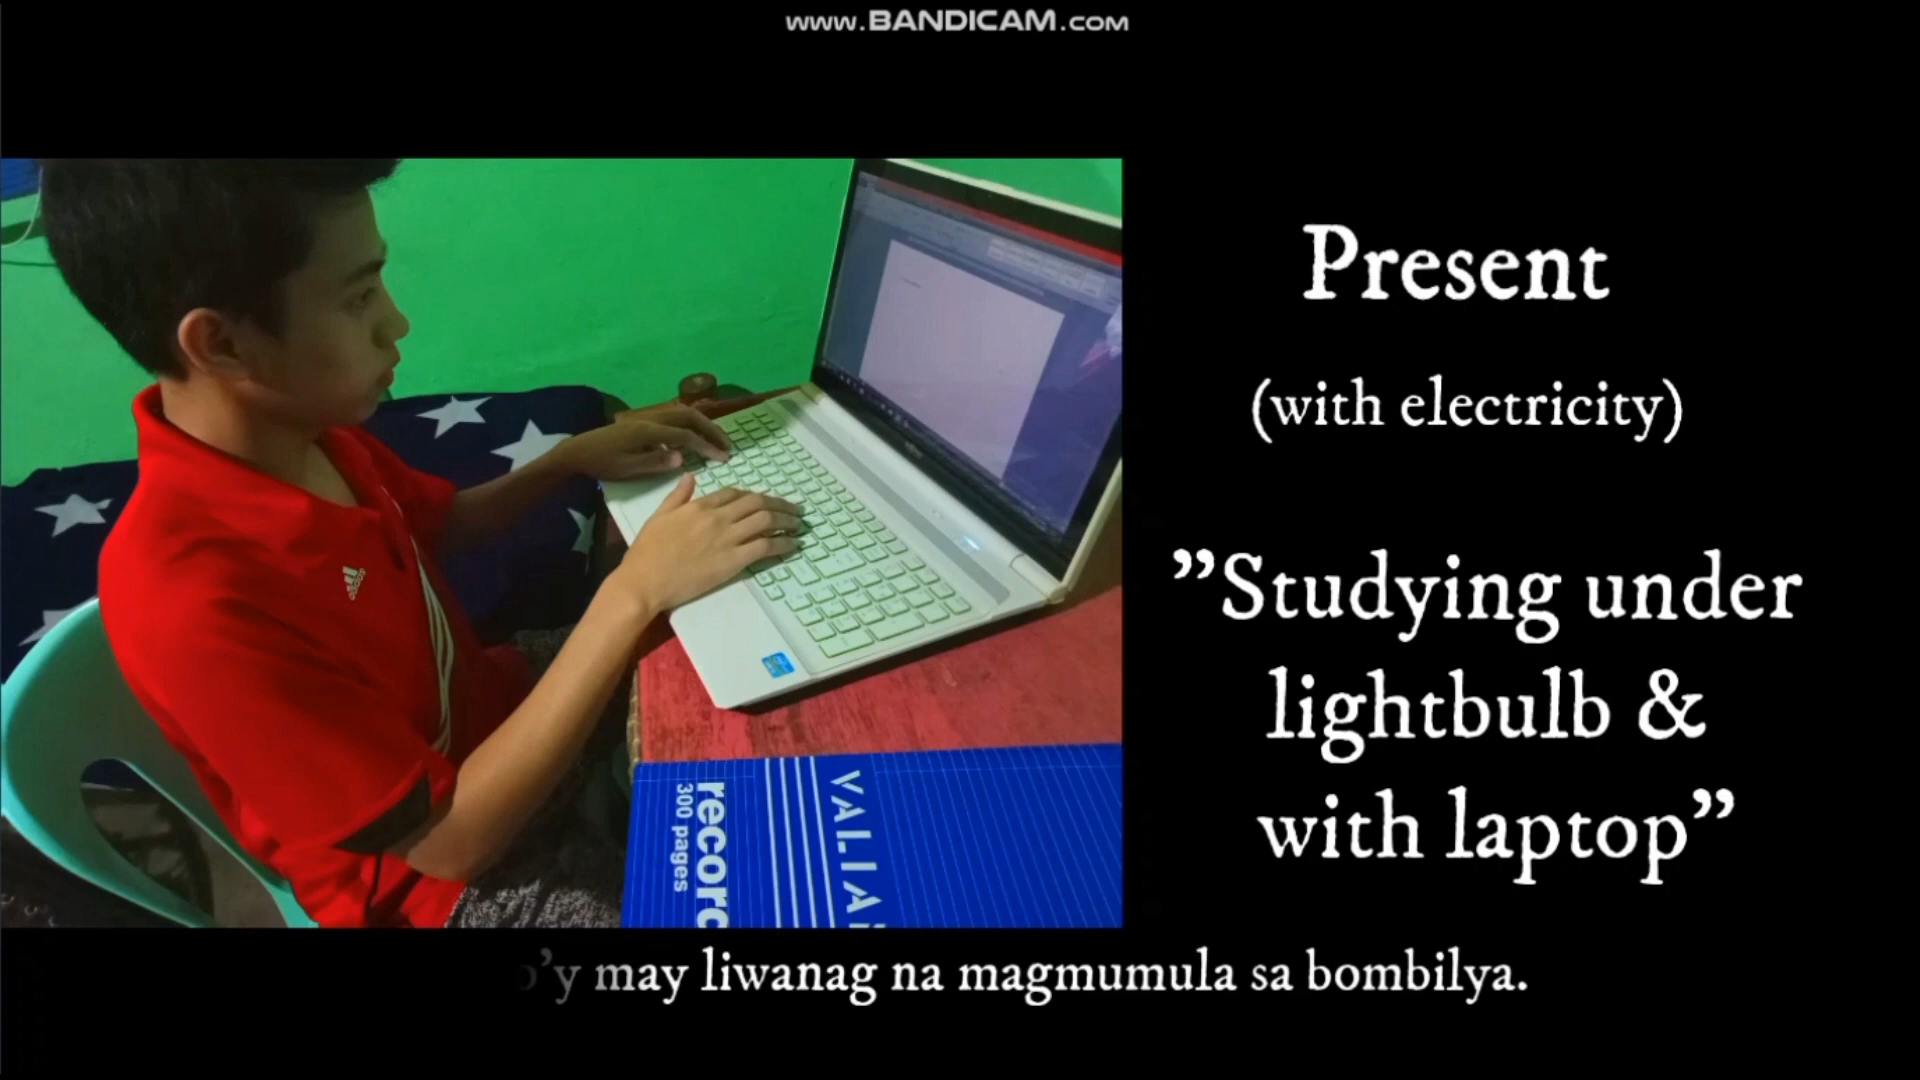 www.BANDICAM.com
Present
(with electricity)
”Studying under
lightbulb &
with laptop”
adidas
record
300 pages
’y may liwanag na magmumula sa bombilya.